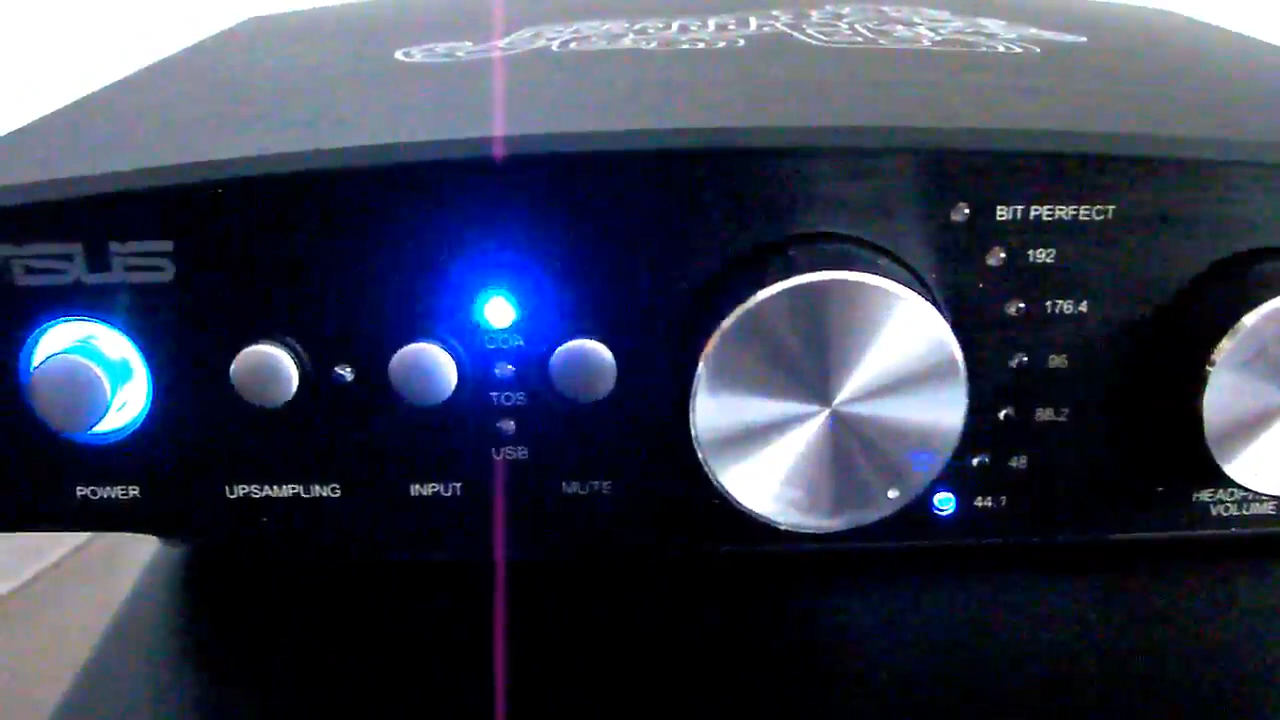 ASUS
BIT PERFECT
192
176.4
96
88.2
48
44.1
COA
TOS
USB
POWER
UPSAMPLING
INPUT
MUTE
VOLUME